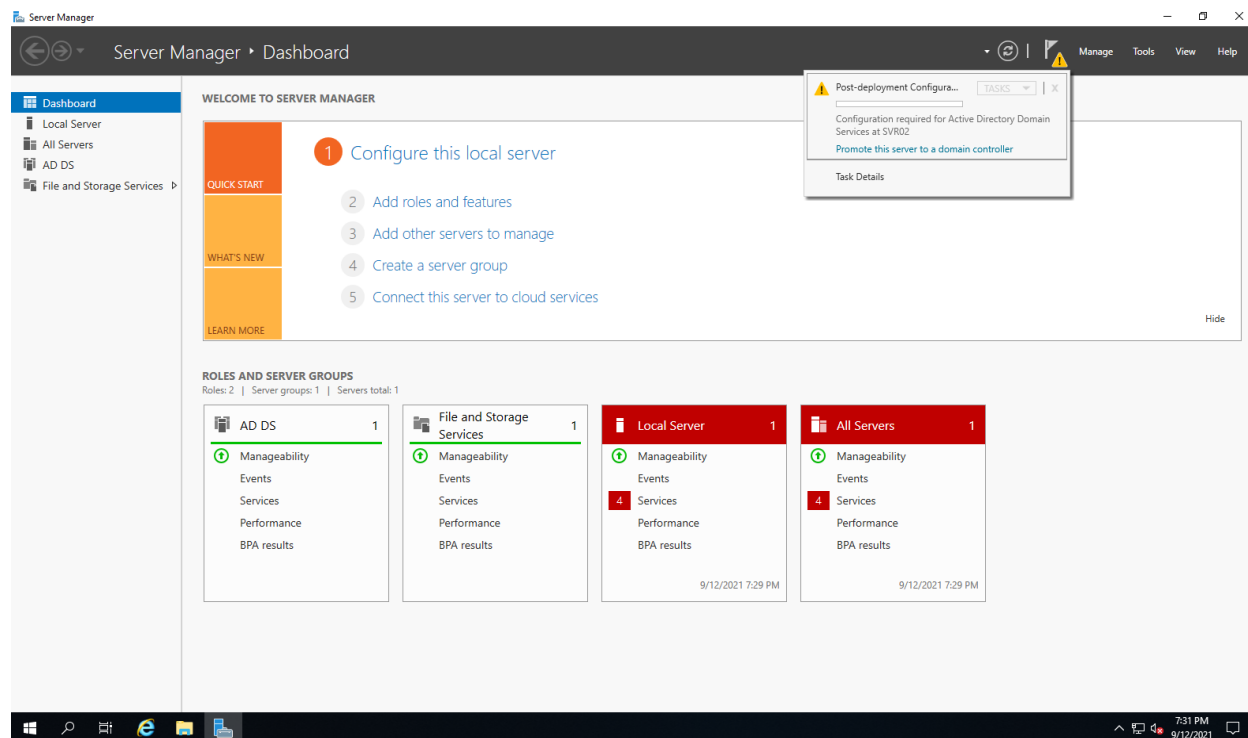 Server Manager
Server Manager • Dashboard
Manage Tools View Help
Dashboard
Local Server
All Servers
AD DS
File and Storage Services
WELCOME TO SERVER MANAGER
QUICK START
WHAT'S NEW
LEARN MORE
1 Configure this local server
2 Add roles and features
3 Add other servers to manage
4 Create a server group
5 Connect this server to cloud services
Hide
Post-deployment Configura... TASKS X
Configuration required for Active Directory Domain
Services at SVR02
Promote this server to a domain controller
Task Details
ROLES AND SERVER GROUPS
Roles: 2 | Server groups: 1 | Servers total: 1
AD DS 1
Manageability
Events
Services
Performance
BPA results
File and Storage
Services 1
Manageability
Events
Services
Performance
BPA results
Local Server 1
Manageability
Events
4 Services
Performance
BPA results
9/12/2021 7:29 PM
All Servers 1
Manageability
Events
4 Services
Performance
BPA results
9/12/2021 7:29 PM
7:31 PM
9/12/2021